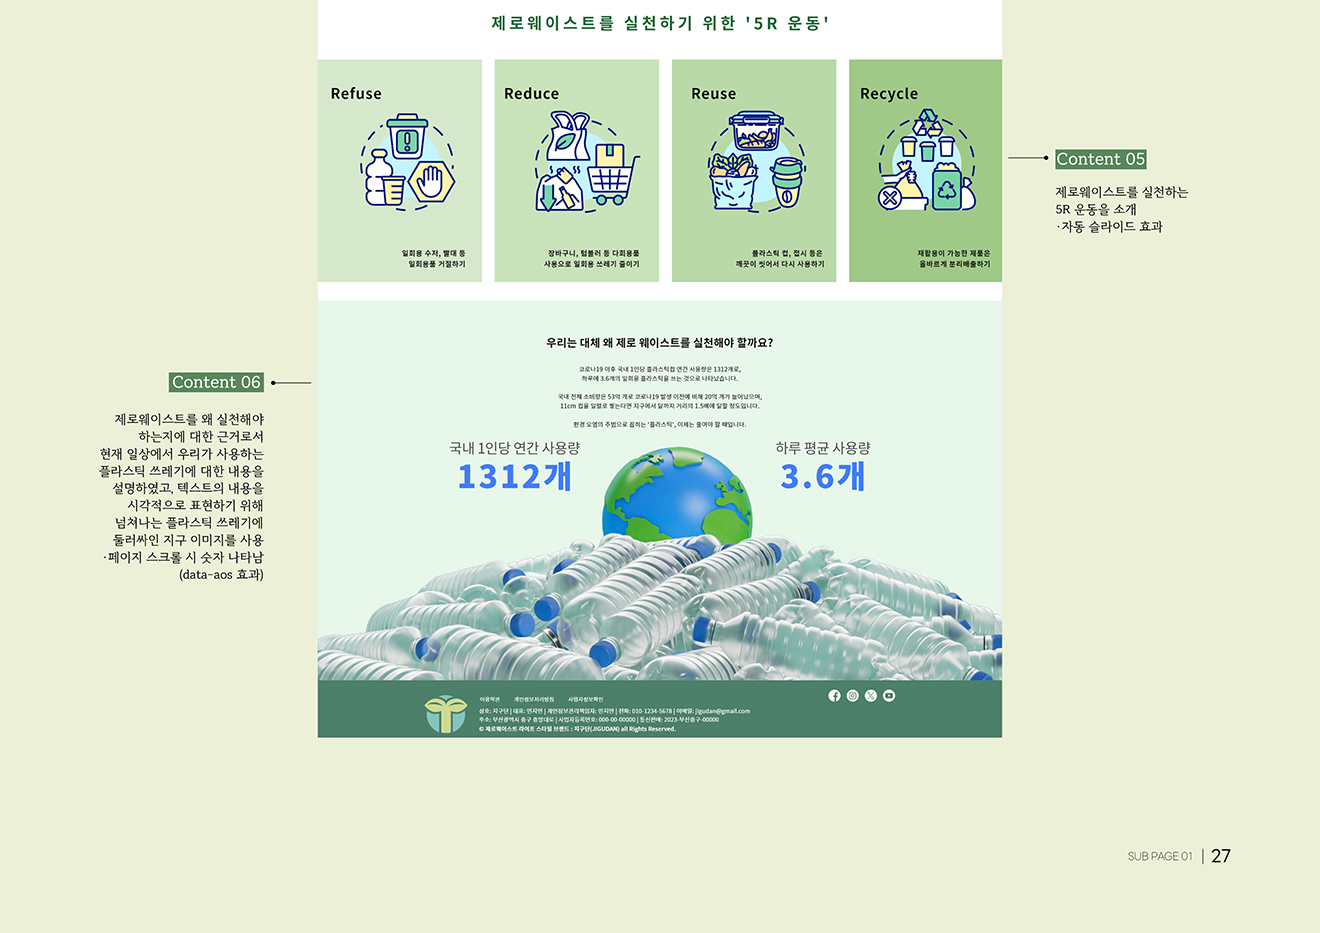 제로웨이스트를 실천하기 위한 '5R 운동'
Refuse
일회용 수저, 빨대 등
일회용품 거절하기
Reduce
장바구니, 텀블러 등 다회용품
사용으로 일회용 쓰레기 줄이기
Reuse
플라스틱 컵, 접시 등은
깨끗이 씻어서 다시 사용하기
Recycle
재활용이 가능한 제품은
올바르게 분리배출하기
Content 05
제로웨이스트를 실천하는
5R 운동을 소개
·자동 슬라이드 효과
Content 06
제로웨이스트를 왜 실천해야
하는지에 대한 근거로서
현재 일상에서 우리가 사용하는
플라스틱 쓰레기에 대한 내용을
설명하였고, 텍스트의 내용을
시각적으로 표현하기 위해
넘쳐나는 플라스틱 쓰레기에
둘러싸인 지구 이미지를 사용
·페이지 스크롤 시 숫자 나타남
(data-aos 효과)
우리는 대체 왜 제로 웨이스트를 실천해야 할까요?
코로나19 이후 국내 1인당 플라스틱컵 연간 사용량은 1312개로,
하루에 3.6개의 일회용 플라스틱을 쓰는 것으로 나타났습니다.
국내 전체 소비량은 53억 개로 코로나19 발생 이전에 비해 20억 개가 늘어났으며,
11cm 컵을 일렬로 쌓는다면 지구에서 달까지 거리의 1.5배에 달할 정도입니다.
환경 오염의 주범으로 꼽히는 '플라스틱', 이제는 줄여야 할 때입니다.
국내 1인당 연간 사용량
1312개
하루 평균 사용량
3.6개
이용약관 개인정보처리방침 사업자정보확인
상호: 지구단 | 대표: 민지연 | 개인정보관리책임자: 민지연 | 전화: 010-1234-5678 | 이메일: jigudan@gmail.com
주소: 부산광역시 중구 중앙대로 | 사업자등록번호: 000-00-00000 | 통신판매: 2023-부산중구-00000
© 제로웨이스트 라이프 스타일 브랜드 : 지구단(JIGUDAN) all Rights Reserved.
SUB PAGE 01 | 27